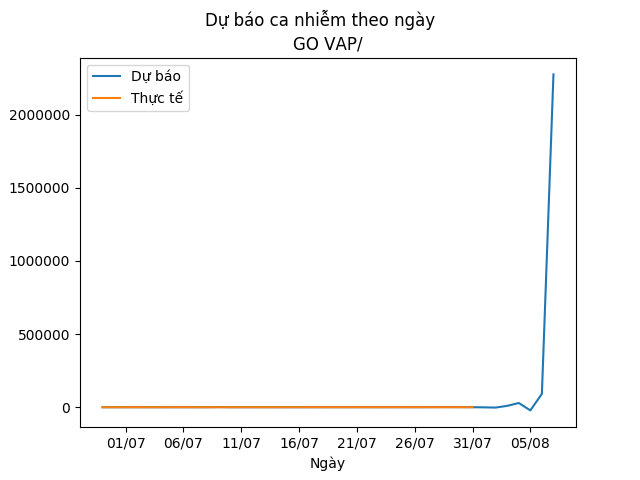 Dự báo ca nhiễm theo ngày
GO VAP/
Dự báo
Thực tế
2000000
1500000
1000000
500000
0
01/07 06/07 11/07 16/07 21/07 26/07 31/07 05/08
Ngày